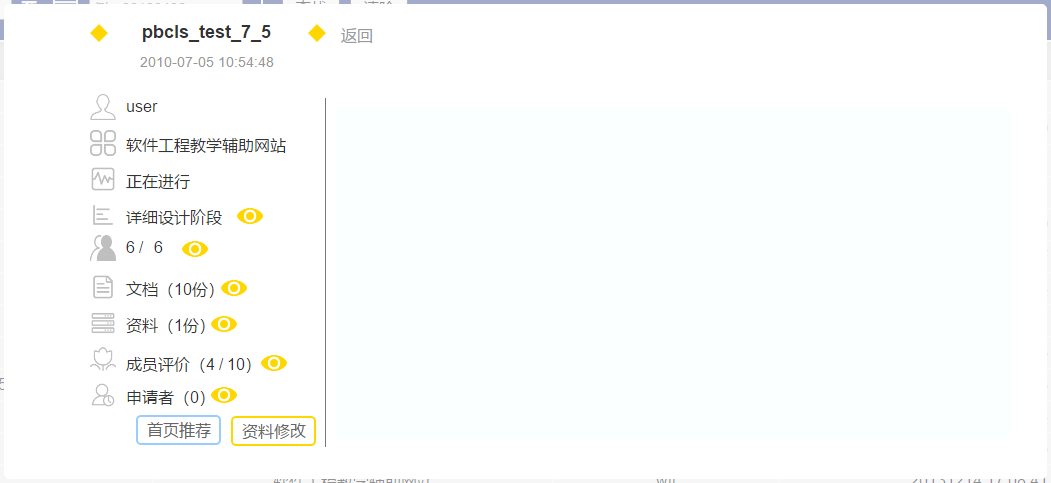 pbcls_test_7_5
返回
2010-07-05 10:54:48
user
软件工程教学辅助网站
正在进行
详细设计阶段
6 / 6
文档（10份）
资料（1份）
成员评价（4 / 10）
申请者（0）
首页推荐 资料修改